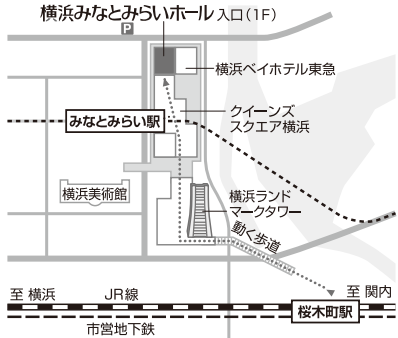 横浜みなとみらいホール 入口(1F)
P
横浜ベイホテル東急
クイーンズ
スクエア横浜
みなとみらい駅
横浜美術館
横浜ランド
マークタワー
動く歩道
至 横浜
JR線
至 関内
桜木町駅
市営地下鉄